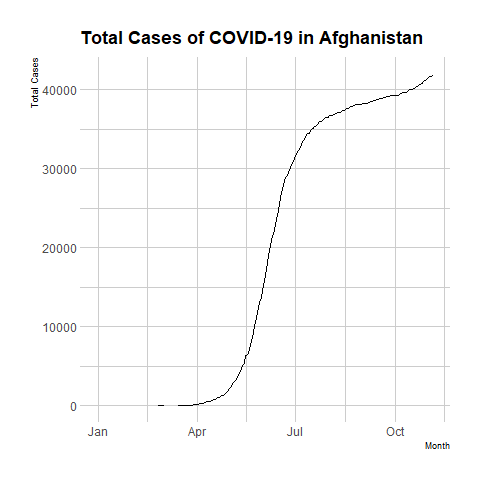 Total Cases of COVID-19 in Afghanistan
Total Cases
40000
30000
20000
10000
0
Jan Apr Jul Oct
Month